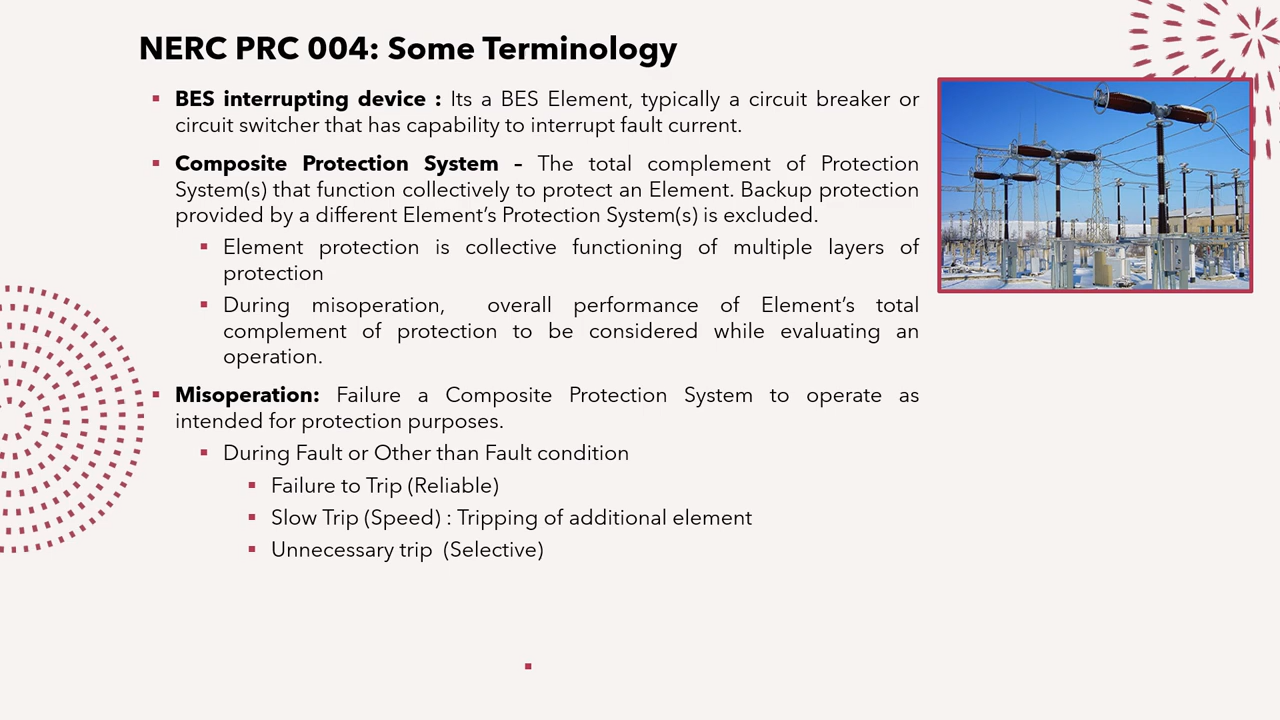 NERC PRC 004: Some Terminology
BES interrupting device : Its a BES Element, typically a circuit breaker or
circuit switcher that has capability to interrupt fault current.
Composite Protection System – The total complement of Protection
System(s) that function collectively to protect an Element. Backup protection
provided by a different Element’s Protection System(s) is excluded.
Element protection is collective functioning of multiple layers of
protection
During misoperation, overall performance of Element’s total
complement of protection to be considered while evaluating an
operation.
Misoperation: Failure a Composite Protection System to operate as
intended for protection purposes.
During Fault or Other than Fault condition
Failure to Trip (Reliable)
Slow Trip (Speed) : Tripping of additional element
Unnecessary trip (Selective)